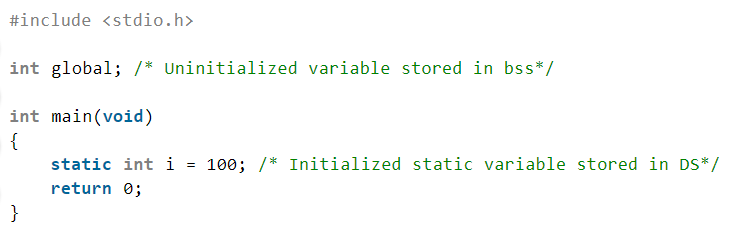 #include <stdio.h>
int global; /* Uninitialized variable stored in bss*/
int main(void)
{
static int i = 100; /* Initialized static variable stored in DS*/
return 0;
}